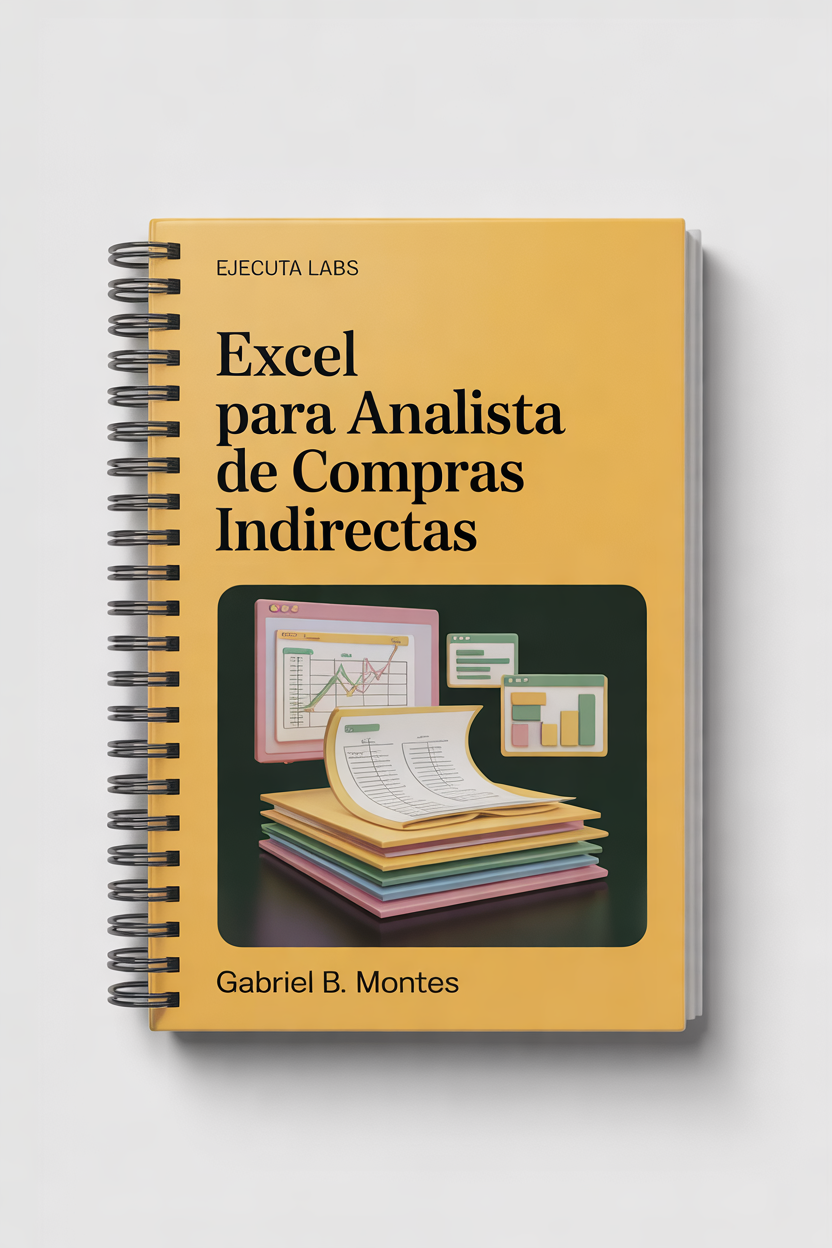 EJECUTA LABS
Excel
para Analista
de Compras
Indirectas
Gabriel B. Montes